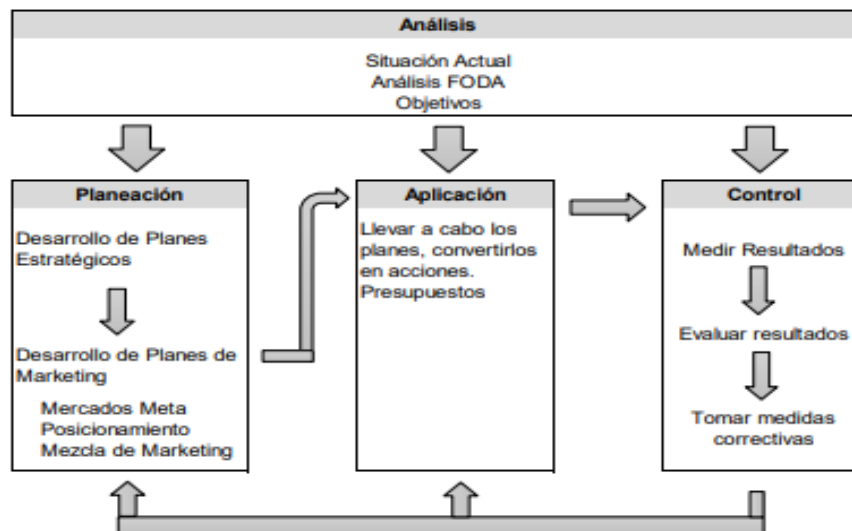 Análisis
Situación Actual
Análisis FODA
Objetivos
Planeación
Desarrollo de Planes
Estratégicos
Desarrollo de Planes de
Marketing
Mercados Meta
Posicionamiento
Mezcla de Marketing
Aplicación
Llevar a cabo los
planes, convertirlos
en acciones.
Presupuestos
Control
Medir Resultados
Evaluar resultados
Tomar medidas
correctivas